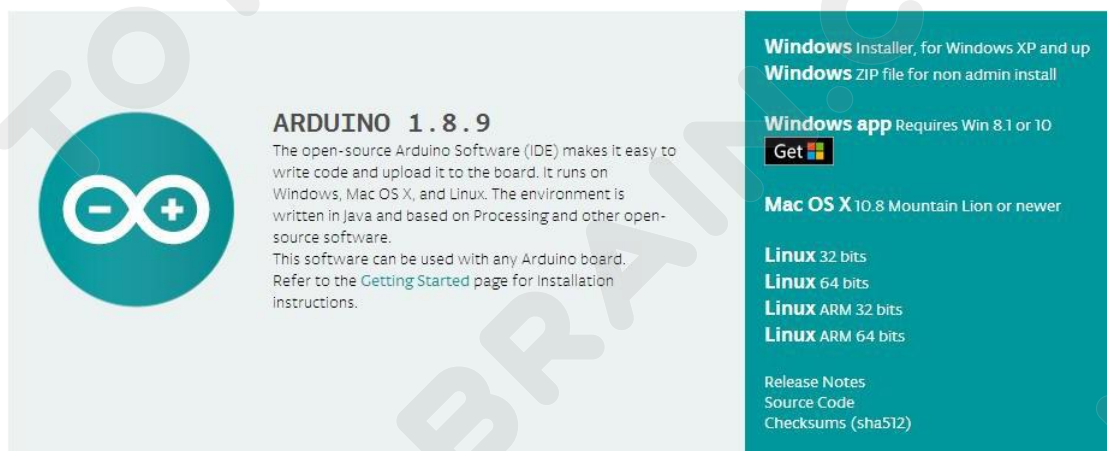 ARDUINO 1.8.9
The open-source Arduino Software (IDE) makes it easy to
write code and upload it to the board. It runs on
Windows, Mac OS X, and Linux. The environment is
written in Java and based on Processing and other open-
source software.
This software can be used with any Arduino board.
Refer to the Getting Started page for Installation
instructions.
Windows Installer, for Windows XP and up
Windows ZIP file for non admin install
Windows app Requires Win 8.1 or 10
Get
Mac OS X 10.8 Mountain Lion or newer
Linux 32 bits
Linux 64 bits
Linux ARM 32 bits
Linux ARM 64 bits
Release Notes
Source Code
Checksums (sha512)